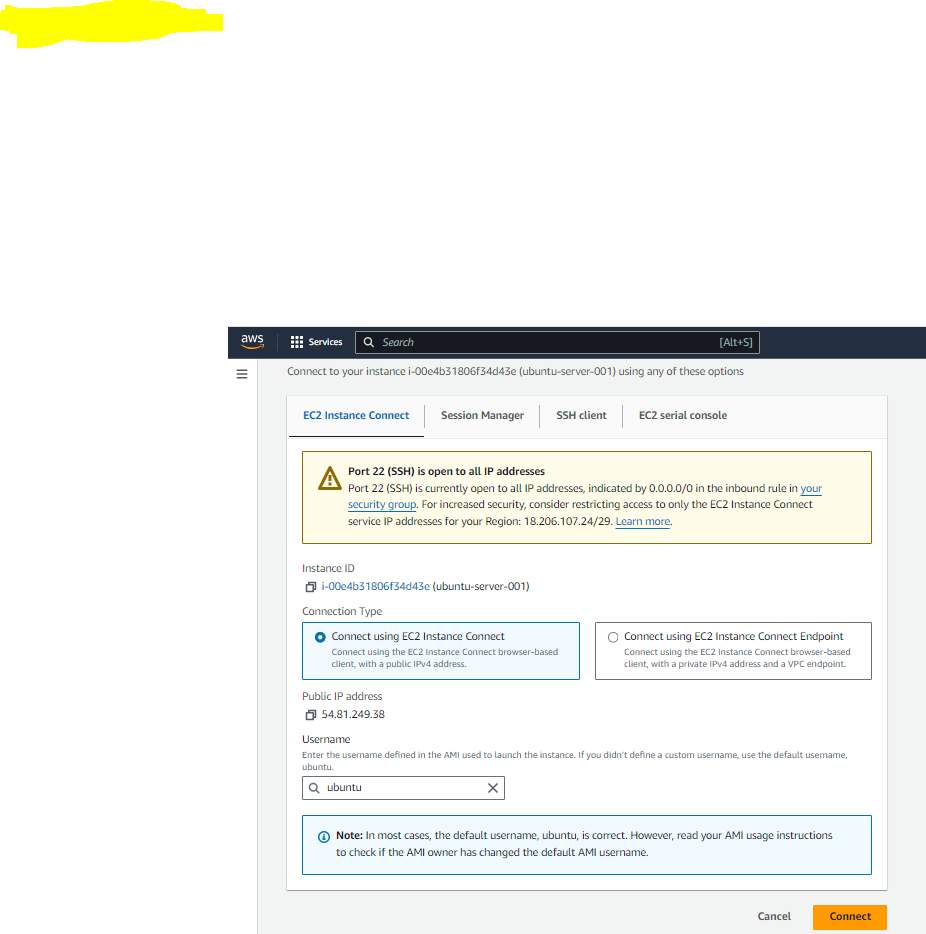 aws
Services
Search
[Alt+S]
Connect to your instance i-00e4b31806f34d43e (ubuntu-server-001) using any of these options
EC2 Instance Connect
Session Manager
SSH client
EC2 serial console
Port 22 (SSH) is open to all IP addresses
Port 22 (SSH) is currently open to all IP addresses, indicated by 0.0.0.0/0 in the inbound rule in your
security group. For increased security, consider restricting access to only the EC2 Instance Connect
service IP addresses for your Region: 18.206.107.24/29. Learn more.
Instance ID
i-00e4b31806f34d43e (ubuntu-server-001)
Connection Type
Connect using EC2 Instance Connect
Connect using the EC2 Instance Connect browser-based
client, with a public IPv4 address.
Connect using EC2 Instance Connect Endpoint
Connect using the EC2 Instance Connect browser-based
client, with a private IPv4 address and a VPC endpoint.
Public IP address
54.81.249.38
Username
Enter the username defined in the AMI used to launch the instance. If you didn't define a custom username, use the default username,
ubuntu.
ubuntu
Note: In most cases, the default username, ubuntu, is correct. However, read your AMI usage instructions
to check if the AMI owner has changed the default AMI username.
Cancel
Connect